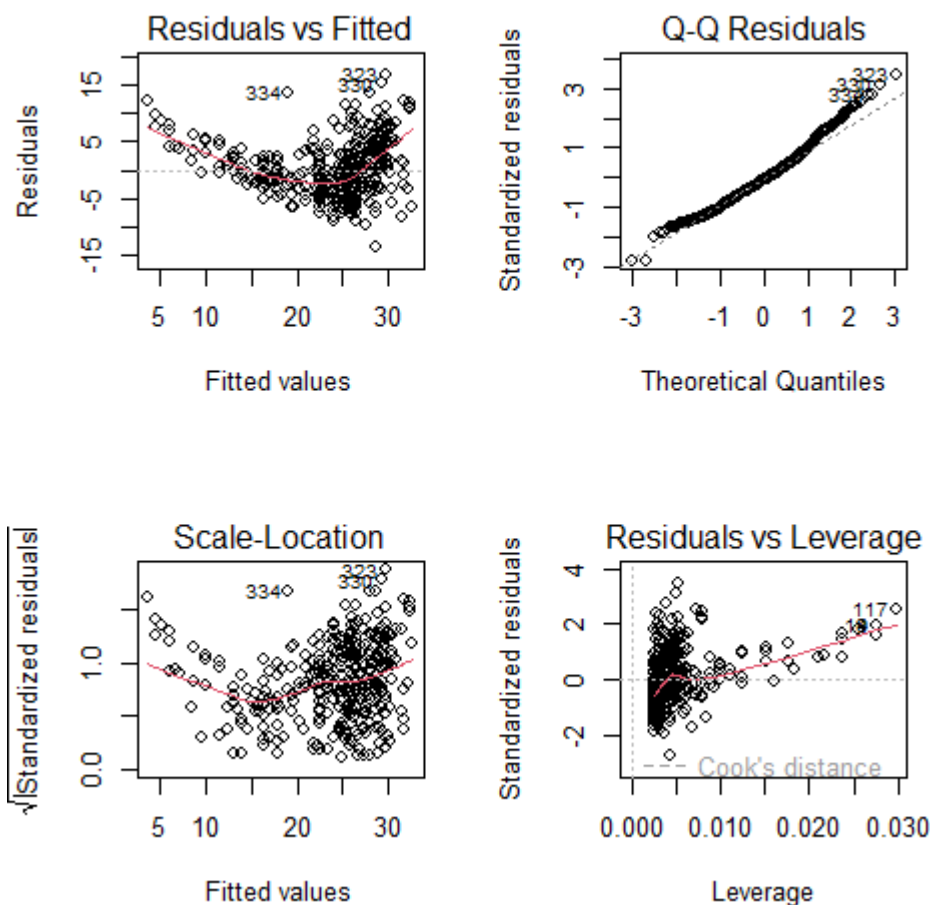 Residuals vs Fitted
Residuals
15
5
-5
-15
323
330
334
5 10 20 30
Fitted values
Q-Q Residuals
Standardized residuals
3
1
-1
-3
323
330
334
-3 -1 0 1 2 3
Theoretical Quantiles
Scale-Location
√|Standardized residuals|
1.0
0.0
323
330
334
5 10 20 30
Fitted values
Residuals vs Leverage
Standardized residuals
4
2
0
-2
117
Cook's distance
0.000 0.010 0.020 0.030
Leverage